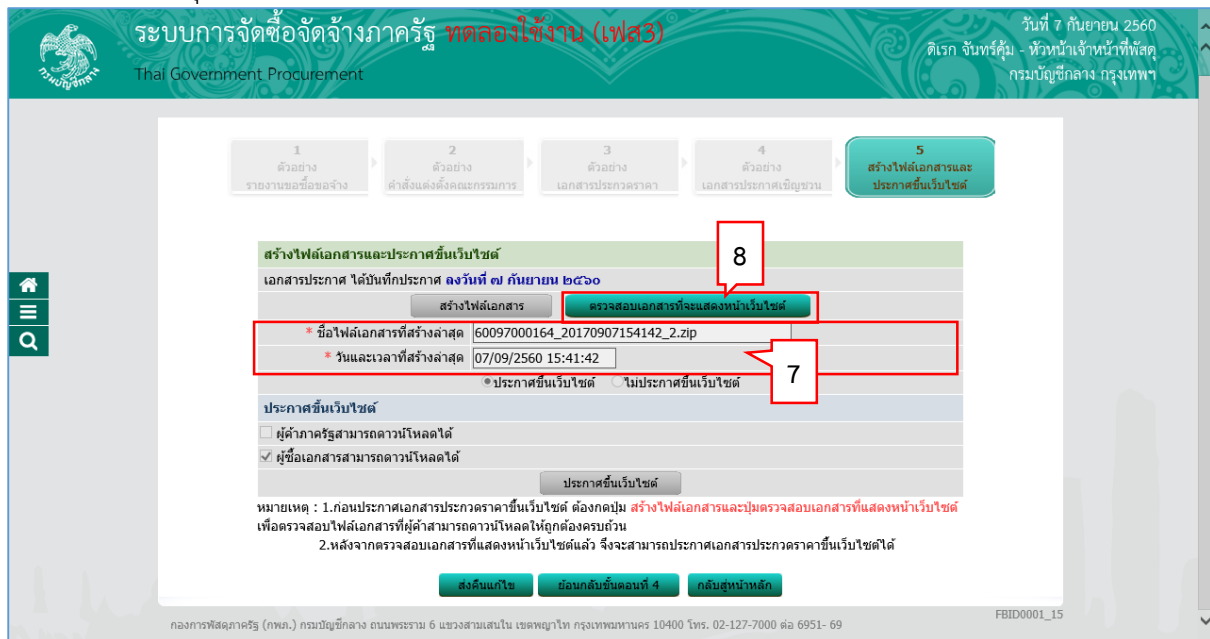 ระบบการจัดซื้อจัดจ้างภาครัฐ ทดลองใช้งาน (เฟส3)
Thai Government Procurement
วันที่ 7 กันยายน 2560
ดิเรก จันทร์คุ้ม - หัวหน้าเจ้าหน้าที่พัสดุ
กรมบัญชีกลาง กรุงเทพฯ
กรมบัญชีกลาง
1
ตัวอย่าง
รายงานขอซื้อขอจ้าง
2
ตัวอย่าง
คำสั่งแต่งตั้งคณะกรรมการ
3
ตัวอย่าง
เอกสารประกวดราคา
4
ตัวอย่าง
เอกสารประกาศเชิญชวน
5
สร้างไฟล์เอกสารและ
ประกาศขึ้นเว็บไซต์
สร้างไฟล์เอกสารและประกาศขึ้นเว็บไซต์
8
เอกสารประกาศ ได้บันทึกประกาศ ลงวันที่ ๗ กันยายน ๒๕๖๐
สร้างไฟล์เอกสาร ตรวจสอบเอกสารที่จะแสดงหน้าเว็บไซต์
* ชื่อไฟล์เอกสารที่สร้างล่าสุด 60097000164_20170907154142_2.zip
* วันและเวลาที่สร้างล่าสุด 07/09/2560 15:41:42
7
ประกาศขึ้นเว็บไซต์ ไม่ประกาศขึ้นเว็บไซต์
ประกาศขึ้นเว็บไซต์
ผู้ค้าภาครัฐสามารถดาวน์โหลดได้
ผู้ซื้อเอกสารสามารถดาวน์โหลดได้
ประกาศขึ้นเว็บไซต์
หมายเหตุ : 1.ก่อนประกาศเอกสารประกวดราคาขึ้นเว็บไซต์ ต้องกดปุ่ม สร้างไฟล์เอกสารและปุ่มตรวจสอบเอกสารที่แสดงหน้าเว็บไซต์
เพื่อตรวจสอบไฟล์เอกสารที่ผู้ค้าสามารถดาวน์โหลดให้ถูกต้องครบถ้วน
2.หลังจากตรวจสอบเอกสารที่แสดงหน้าเว็บไซต์แล้ว จึงจะสามารถประกาศเอกสารประกวดราคาขึ้นเว็บไซต์ได้
ส่งคืนแก้ไข ย้อนกลับขั้นตอนที่ 4 กลับสู่หน้าหลัก
กองการพัสดุภาครัฐ (กพภ.) กรมบัญชีกลาง ถนนพระราม 6 แขวงสามเสนใน เขตพญาไท กรุงเทพมหานคร 10400 โทร. 02-127-7000 ต่อ 6951- 69
FBID0001_15